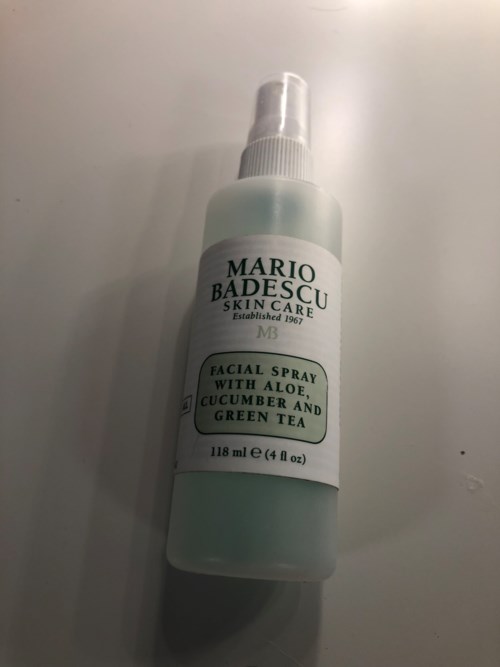 MARIO
BADESCU
SKIN CARE
Established 1967
MB
FACIAL SPRAY
WITH ALOE,
CUCUMBER AND
GREEN TEA
118 ml ℮ (4 fl oz)